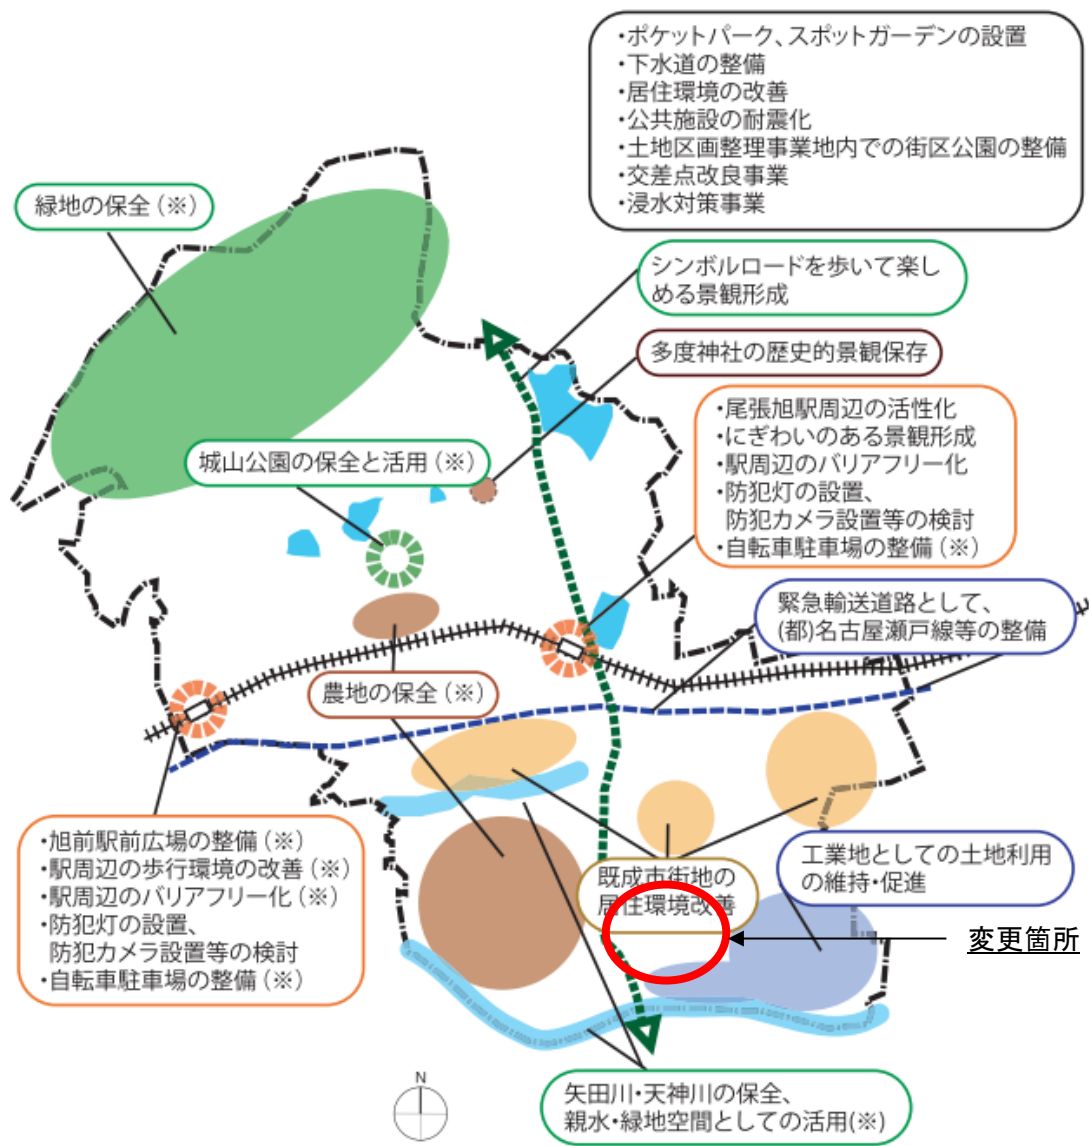 ・ポケットパーク、スポットガーデンの設置
・下水道の整備
・居住環境の改善
・公共施設の耐震化
・土地区画整理事業地内での街区公園の整備
・交差点改良事業
・浸水対策事業
緑地の保全（※）
シンボルロードを歩いて楽し
める景観形成
多度神社の歴史的景観保存
・尾張旭駅周辺の活性化
・にぎわいのある景観形成
・駅周辺のバリアフリー化
・防犯灯の設置、
防犯カメラ設置等の検討
・自転車駐車場の整備（※）
城山公園の保全と活用（※）
緊急輸送道路として、
(都)名古屋瀬戸線等の整備
農地の保全（※）
・旭前駅前広場の整備（※）
・駅周辺の歩行環境の改善（※）
・駅周辺のバリアフリー化（※）
・防犯灯の設置、
防犯カメラ設置等の検討
・自転車駐車場の整備（※）
既成市街地の
居住環境改善
工業地としての土地利用
の維持・促進
変更箇所
N
矢田川・天神川の保全、
親水・緑地空間としての活用(※)